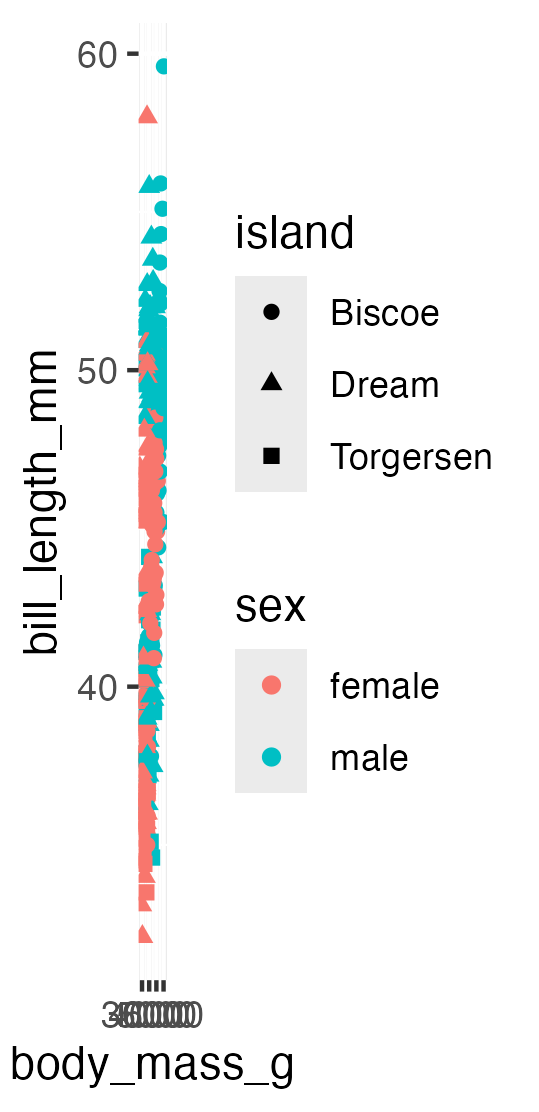 60
50
40
bill_length_mm
body_mass_g
island
Biscoe
Dream
Torgersen
sex
female
male